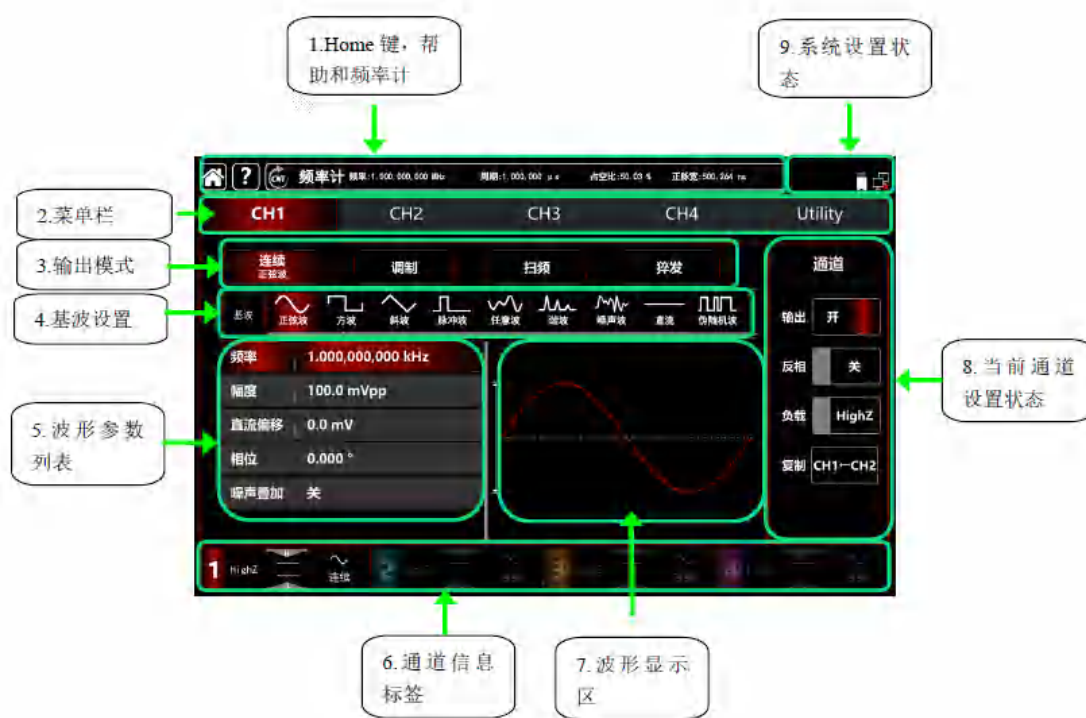 1.Home 键，帮
助和频率计
9.系统设置状
态
频率计 频率:1.000,000,000 MHz 周期:1.000,000 μs 占空比:50.03 % 正脉宽:500.264 ns
2.菜单栏
CH1 CH2 CH3 CH4 Utility
3.输出模式
连续
正弦波
调制 扫频 猝发
4.基波设置
基波 正弦波 方波 斜波 脉冲波 任意波 谐波 噪声波 直流 伪随机波
5.波形参数
列表
频率 1.000,000,000 kHz
幅度 100.0 mVpp
直流偏移 0.0 mV
相位 0.000 °
噪声叠加 关
通道
输出 开
反相 关
负载 HighZ
复制 CH1←CH2
8.当前通道
设置状态
1 HighZ 连续 2 3 4
6.通道信息
标签
7.波形显示
区